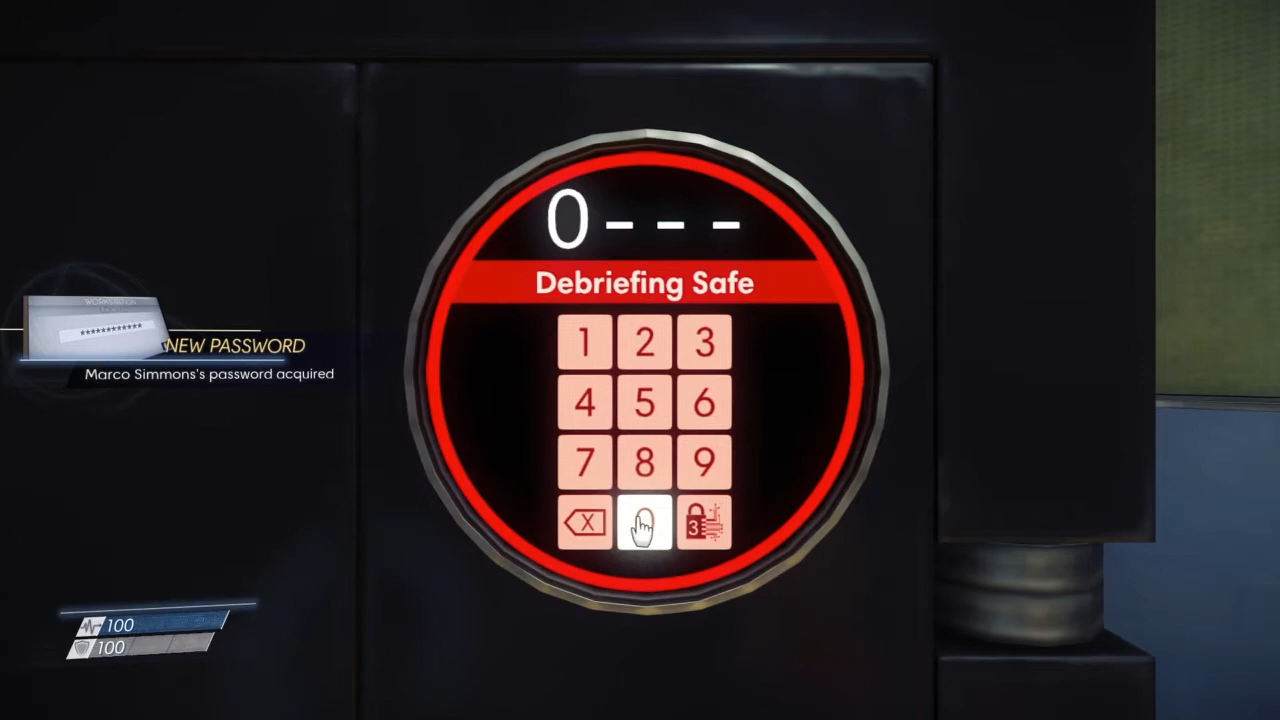 0---
Debriefing Safe
1 2 3
4 5 6
7 8 9
X 3
WORKSTATION
************
NEW PASSWORD
Marco Simmons's password acquired
100
100